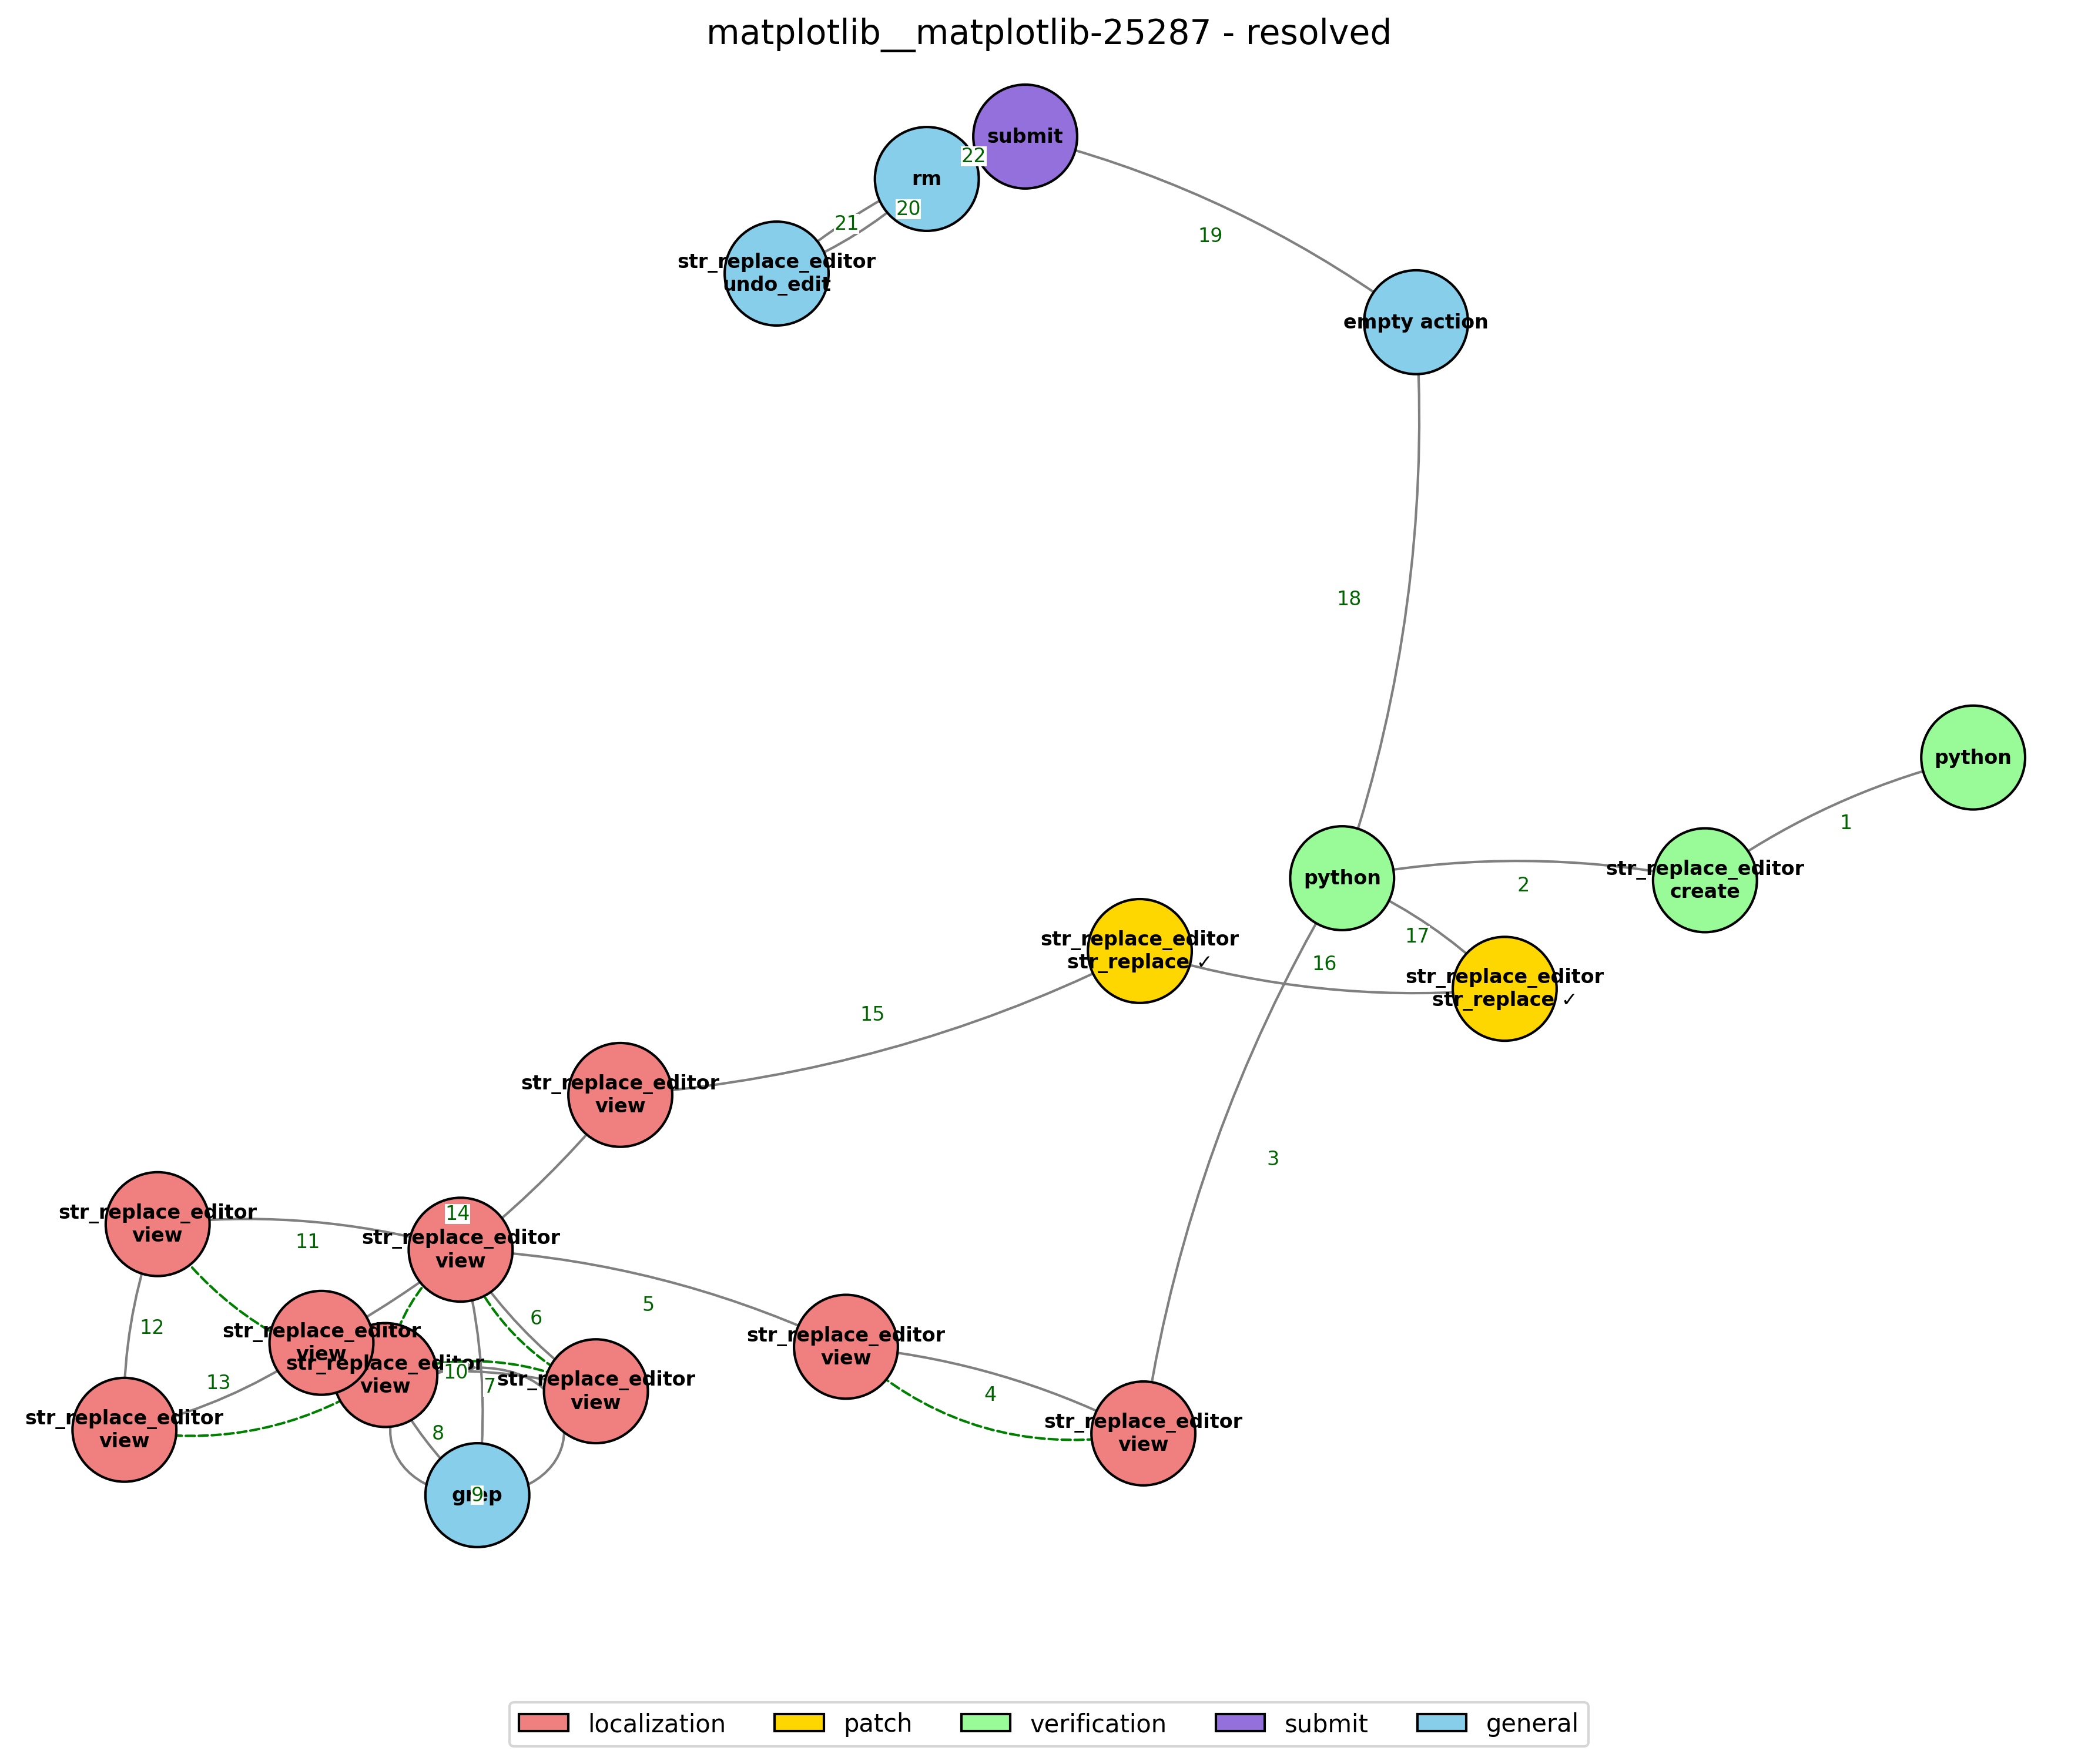 matplotlib__matplotlib-25287 - resolved
submit
22
rm
20
21
19
str_replace_editor
undo_edit
empty action
18
python
1
python
str_replace_editor
create
2
17
str_replace_editor
str_replace ✓
16
str_replace_editor
str_replace ✓
15
str_replace_editor
view
3
14
str_replace_editor
view
str_replace_editor
view
11
5
6
12
str_replace_editor
view
str_replace_editor
view
10
7
13
str_replace_editor
view
str_replace_editor
view
4
str_replace_editor
view
str_replace_editor
view
8
grep
9
localization
patch
verification
submit
general